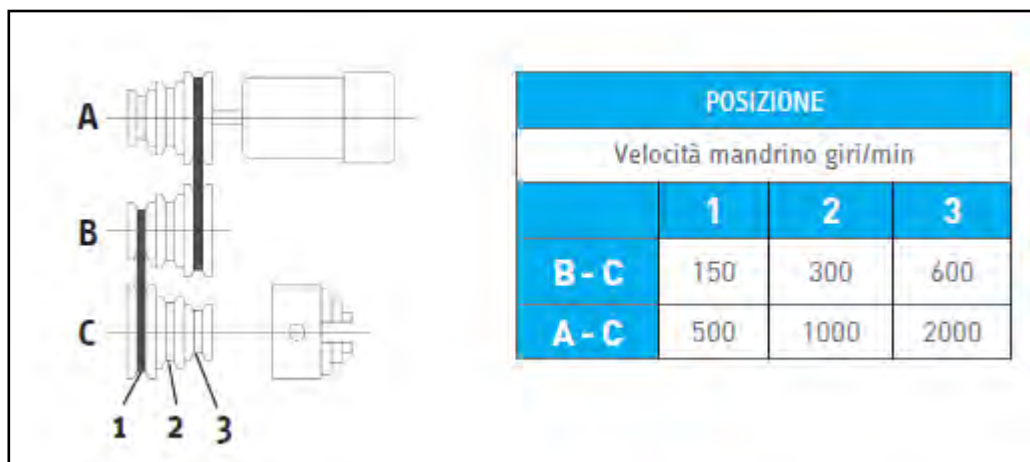 A
B
C
1 2 3
POSIZIONE
Velocità mandrino giri/min
1 2 3
B - C 150 300 600
A - C 500 1000 2000